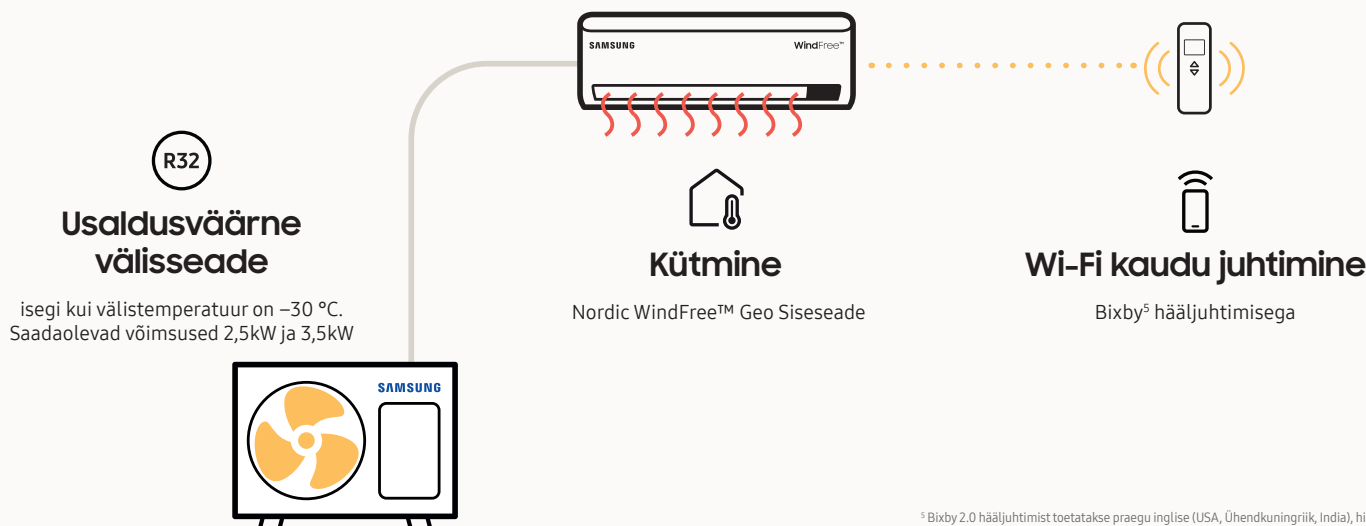 SAMSUNG
WindFree™
R32
Usaldusväärne
välisseade
isegi kui välistemperatuur on –30 °C.
Saadaolevad võimsused 2,5kW ja 3,5kW
Kütmine
Nordic WindFree™ Geo Siseseade
Wi-Fi kaudu juhtimine
Bixby⁵ hääljuhtimisega
SAMSUNG
⁵ Bixby 2.0 hääljuhtimist toetatakse praegu inglise (USA, Ühendkuningriik, India), hi